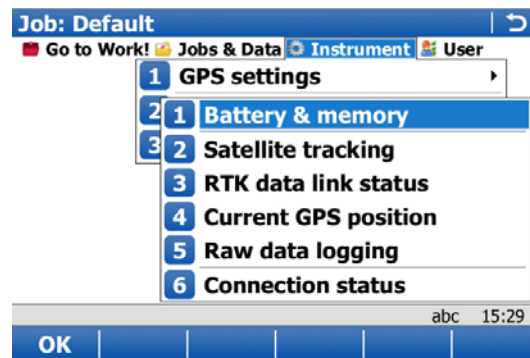 Job: Default
Go to Work! Jobs & Data Instrument User
1 GPS settings
2
3
1 Battery & memory
2 Satellite tracking
3 RTK data link status
4 Current GPS position
5 Raw data logging
6 Connection status
abc 15:29
OK